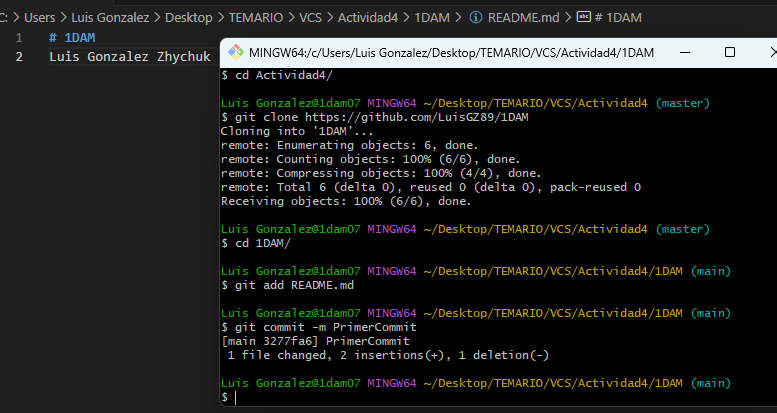 C: > Users > Luis Gonzalez > Desktop > TEMARIO > VCS > Actividad4 > 1DAM > README.md > # 1DAM
1 # 1DAM
2 Luis Gonzalez Zhychuk
MINGW64:/c/Users/Luis Gonzalez/Desktop/TEMARIO/VCS/Actividad4/1DAM
$ cd Actividad4/
Luis Gonzalez@1dam07 MINGW64 ~/Desktop/TEMARIO/VCS/Actividad4 (master)
$ git clone https://github.com/LuisGZ89/1DAM
Cloning into '1DAM'...
remote: Enumerating objects: 6, done.
remote: Counting objects: 100% (6/6), done.
remote: Compressing objects: 100% (4/4), done.
remote: Total 6 (delta 0), reused 0 (delta 0), pack-reused 0
Receiving objects: 100% (6/6), done.
Luis Gonzalez@1dam07 MINGW64 ~/Desktop/TEMARIO/VCS/Actividad4 (master)
$ cd 1DAM/
Luis Gonzalez@1dam07 MINGW64 ~/Desktop/TEMARIO/VCS/Actividad4/1DAM (main)
$ git add README.md
Luis Gonzalez@1dam07 MINGW64 ~/Desktop/TEMARIO/VCS/Actividad4/1DAM (main)
$ git commit -m PrimerCommit
[main 3277fa6] PrimerCommit
1 file changed, 2 insertions(+), 1 deletion(-)
Luis Gonzalez@1dam07 MINGW64 ~/Desktop/TEMARIO/VCS/Actividad4/1DAM (main)
$